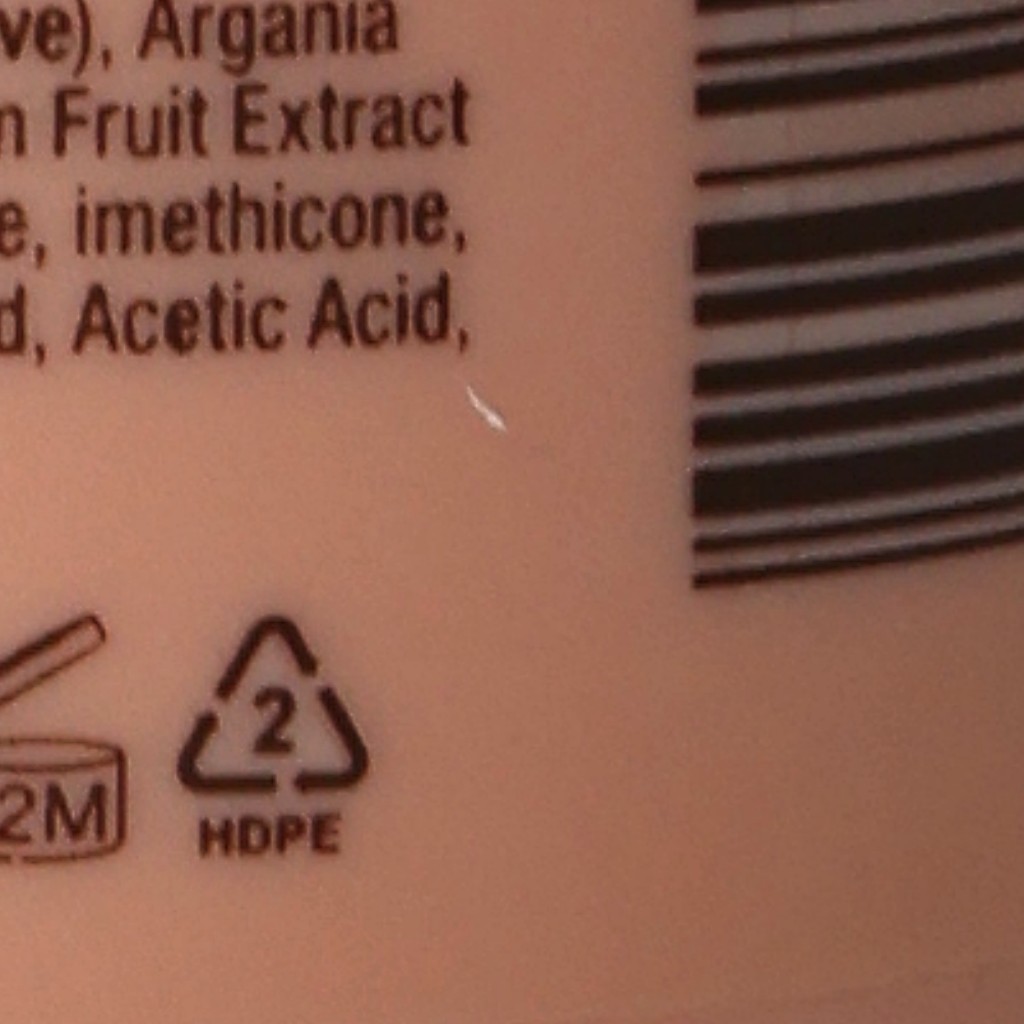 ve), Argania
m Fruit Extract
e, imethicone,
d, Acetic Acid,
2
2M
HDPE